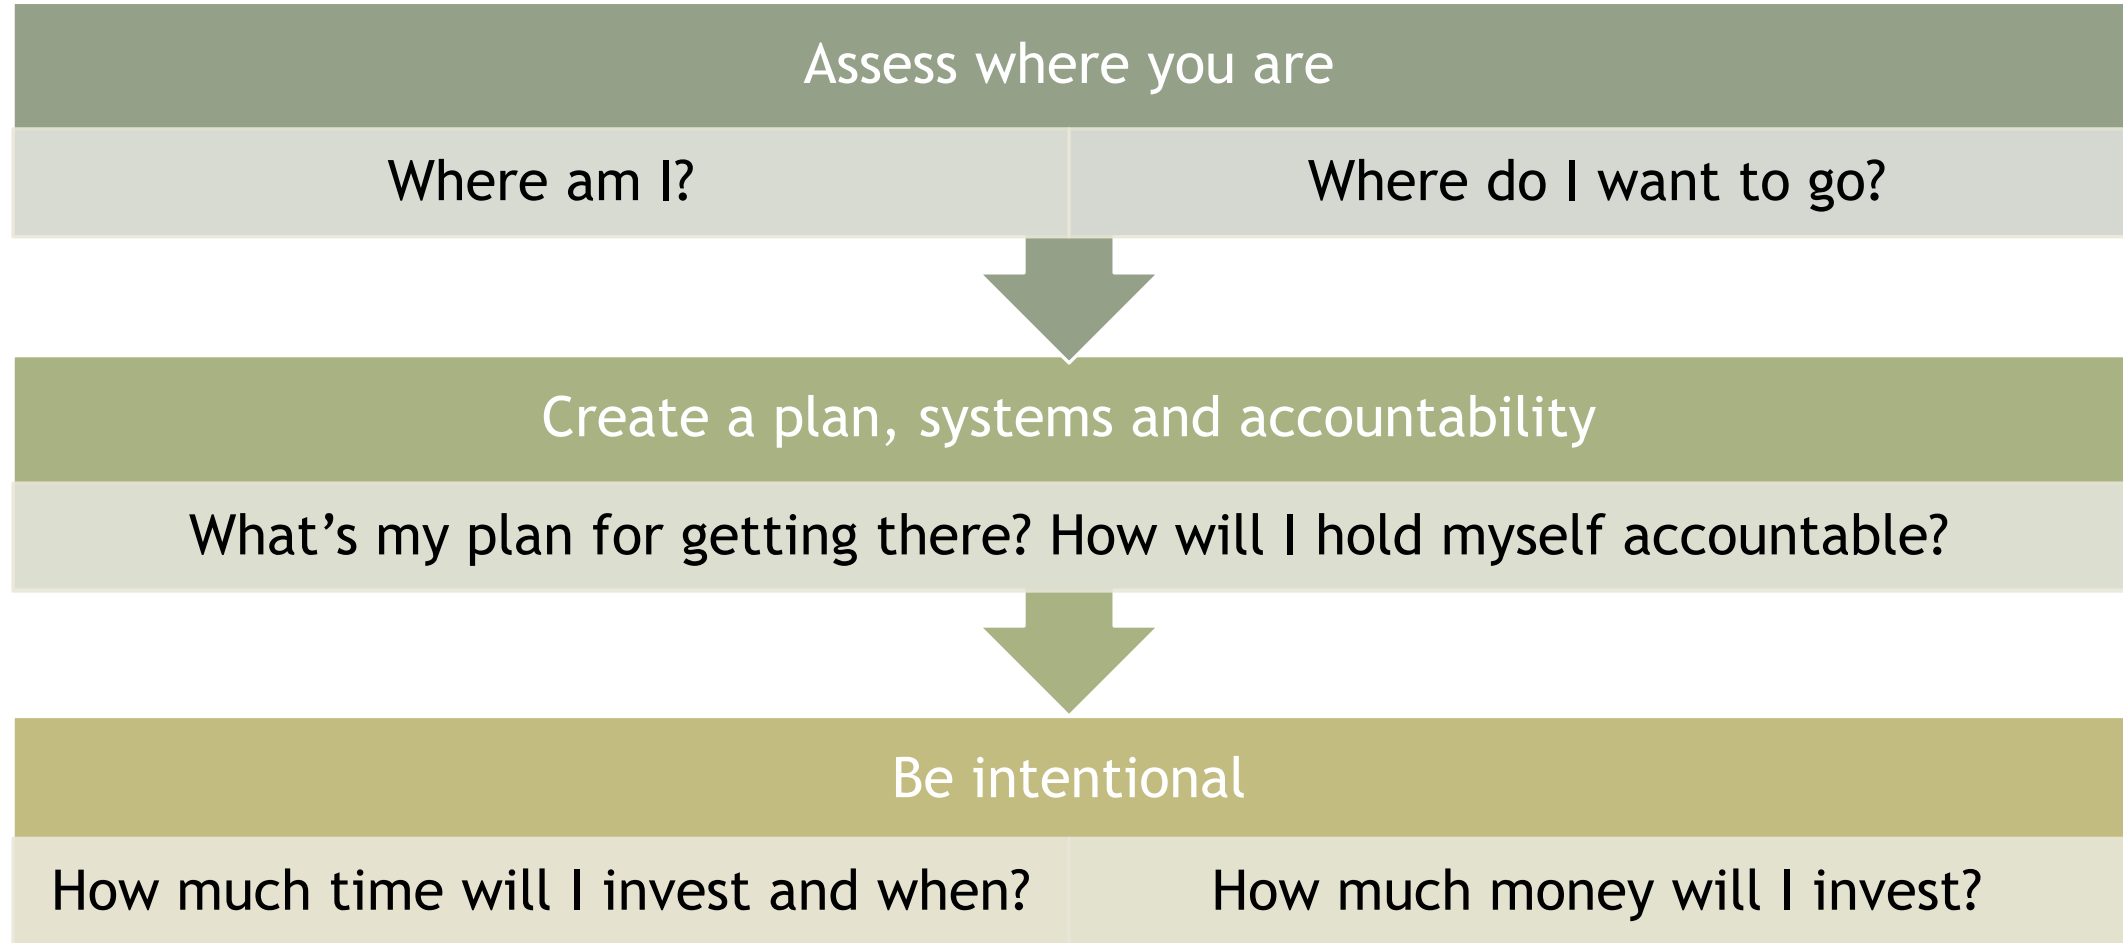 Assess where you are
Where am I?
Where do I want to go?
Create a plan, systems and accountability
What’s my plan for getting there? How will I hold myself accountable?
Be intentional
How much time will I invest and when?
How much money will I invest?